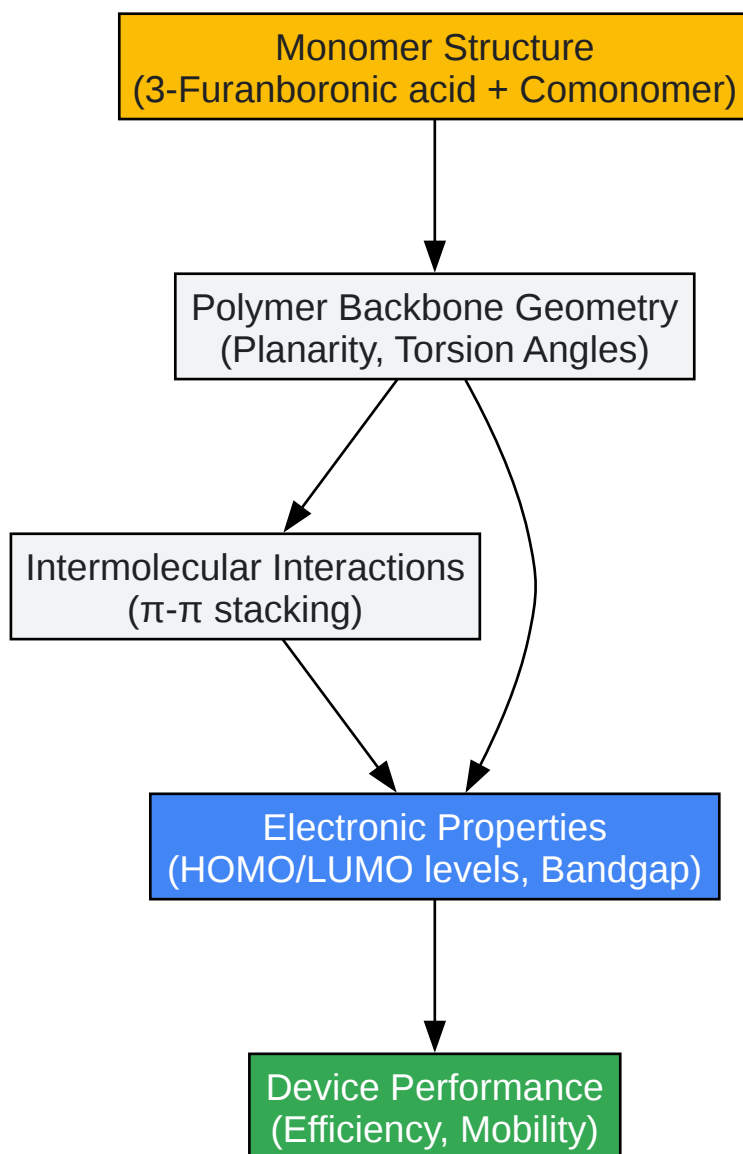 Monomer Structure
(3-Furanboronic acid + Comonomer)
Polymer Backbone Geometry
(Planarity, Torsion Angles)
Intermolecular Interactions
(π-π stacking)
Electronic Properties
(HOMO/LUMO levels, Bandgap)
Device Performance
(Efficiency, Mobility)